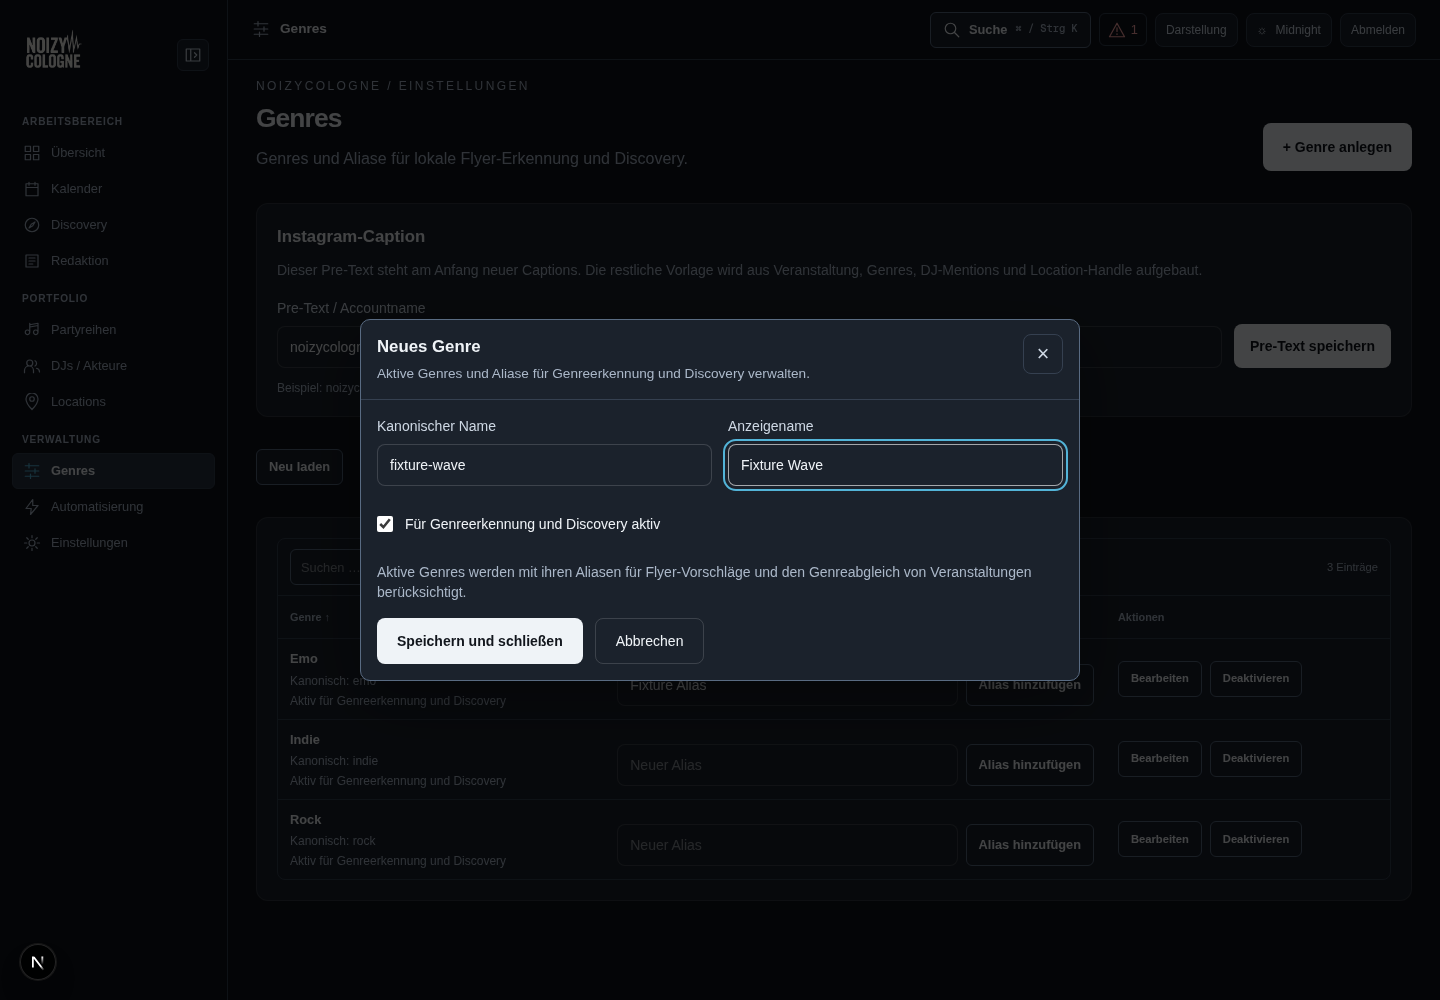 NOIZY
COLOGNE
Genres
Suche ⌘ / Strg K
1
Darstellung
☼ Midnight
Abmelden
ARBEITSBEREICH
Übersicht
Kalender
Discovery
Redaktion
PORTFOLIO
Partyreihen
DJs / Akteure
Locations
VERWALTUNG
Genres
Automatisierung
Einstellungen
NOIZYCOLOGNE / EINSTELLUNGEN
Genres
Genres und Aliase für lokale Flyer-Erkennung und Discovery.
+ Genre anlegen
Instagram-Caption
Dieser Pre-Text steht am Anfang neuer Captions. Die restliche Vorlage wird aus Veranstaltung, Genres, DJ-Mentions und Location-Handle aufgebaut.
Pre-Text / Accountname
noizycologn
Pre-Text speichern
Beispiel: noizyc
Neu laden
Neues Genre
Aktive Genres und Aliase für Genreerkennung und Discovery verwalten.
×
Kanonischer Name
Anzeigename
fixture-wave
Fixture Wave
Für Genreerkennung und Discovery aktiv
Aktive Genres werden mit ihren Aliasen für Flyer-Vorschläge und den Genreabgleich von Veranstaltungen
berücksichtigt.
Speichern und schließen
Abbrechen
Suchen ...
3 Einträge
Genre ↑
Aktionen
Emo
Kanonisch: emo
Aktiv für Genreerkennung und Discovery
Fixture Alias
Alias hinzufügen
Bearbeiten
Deaktivieren
Indie
Kanonisch: indie
Aktiv für Genreerkennung und Discovery
Neuer Alias
Alias hinzufügen
Bearbeiten
Deaktivieren
Rock
Kanonisch: rock
Aktiv für Genreerkennung und Discovery
Neuer Alias
Alias hinzufügen
Bearbeiten
Deaktivieren
N